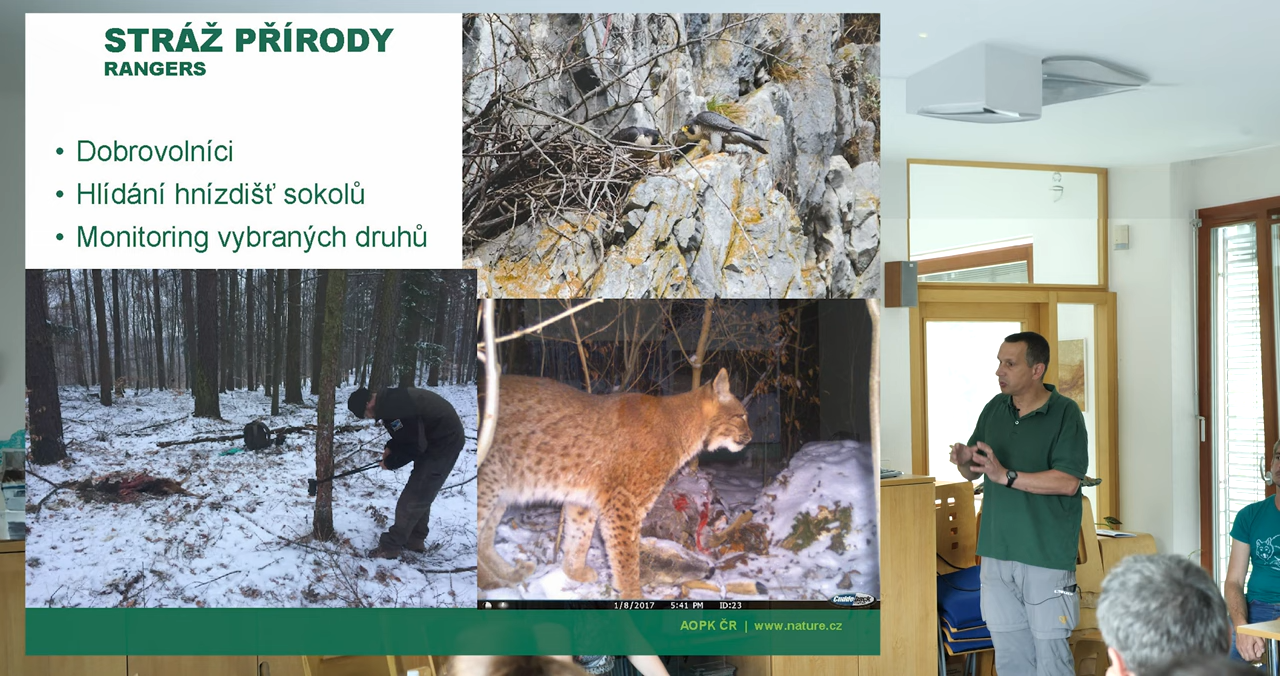 STRÁŽ PŘÍRODY
RANGERS
• Dobrovolníci
• Hlídání hnízdišť sokolů
• Monitoring vybraných druhů
1/8/2017 5:41 PM ID:23
Cuddeback
AOPK ČR | www.nature.cz